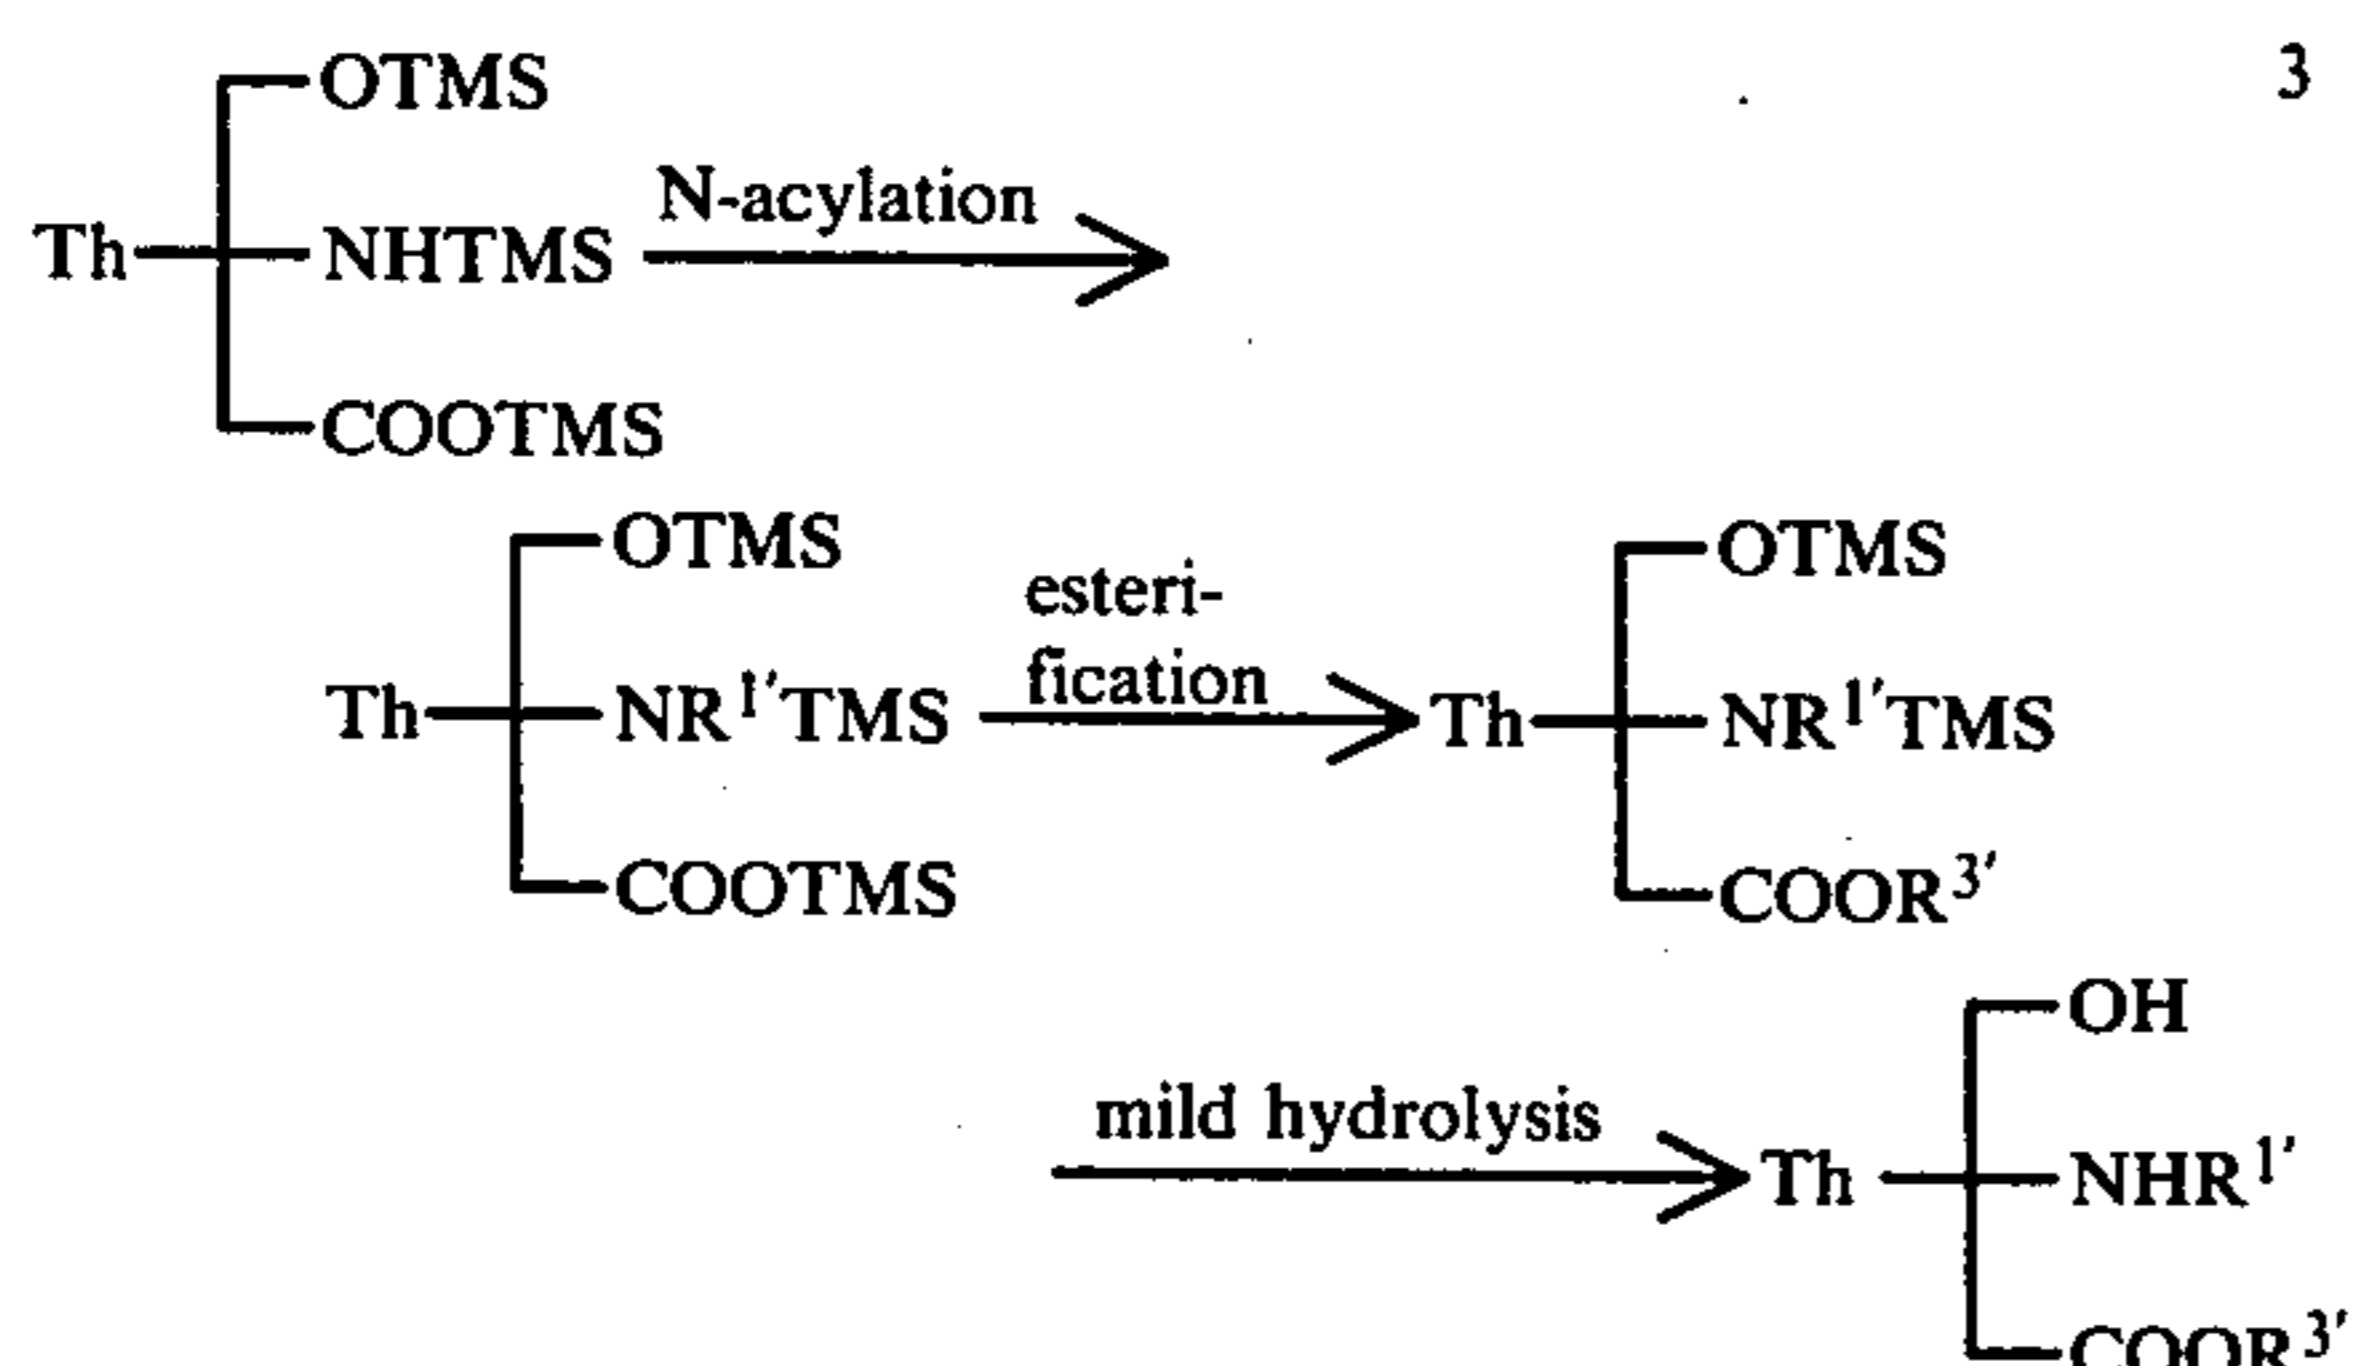 OTMS
3
N-acylation
Th
NHTMS
COOTMS
OTMS
OTMS
esteri-
fication
Th
NR1'TMS
Th
NR1'TMS
COOTMS
COOR3'
OH
mild hydrolysis
Th
NHR1'
COOR3'